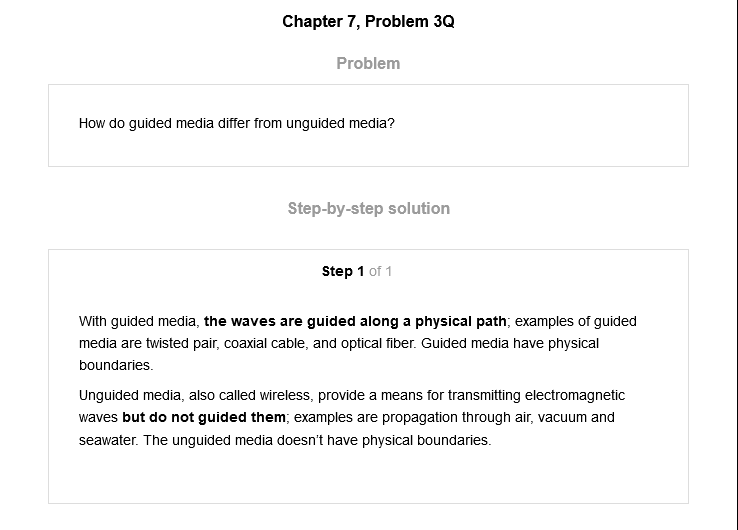 Chapter 7, Problem 3Q
Problem
How do guided media differ from unguided media?
Step-by-step solution
Step 1 of 1
With guided media, the waves are guided along a physical path; examples of guided
media are twisted pair, coaxial cable, and optical fiber. Guided media have physical
boundaries.
Unguided media, also called wireless, provide a means for transmitting electromagnetic
waves but do not guided them; examples are propagation through air, vacuum and
seawater. The unguided media doesn't have physical boundaries.